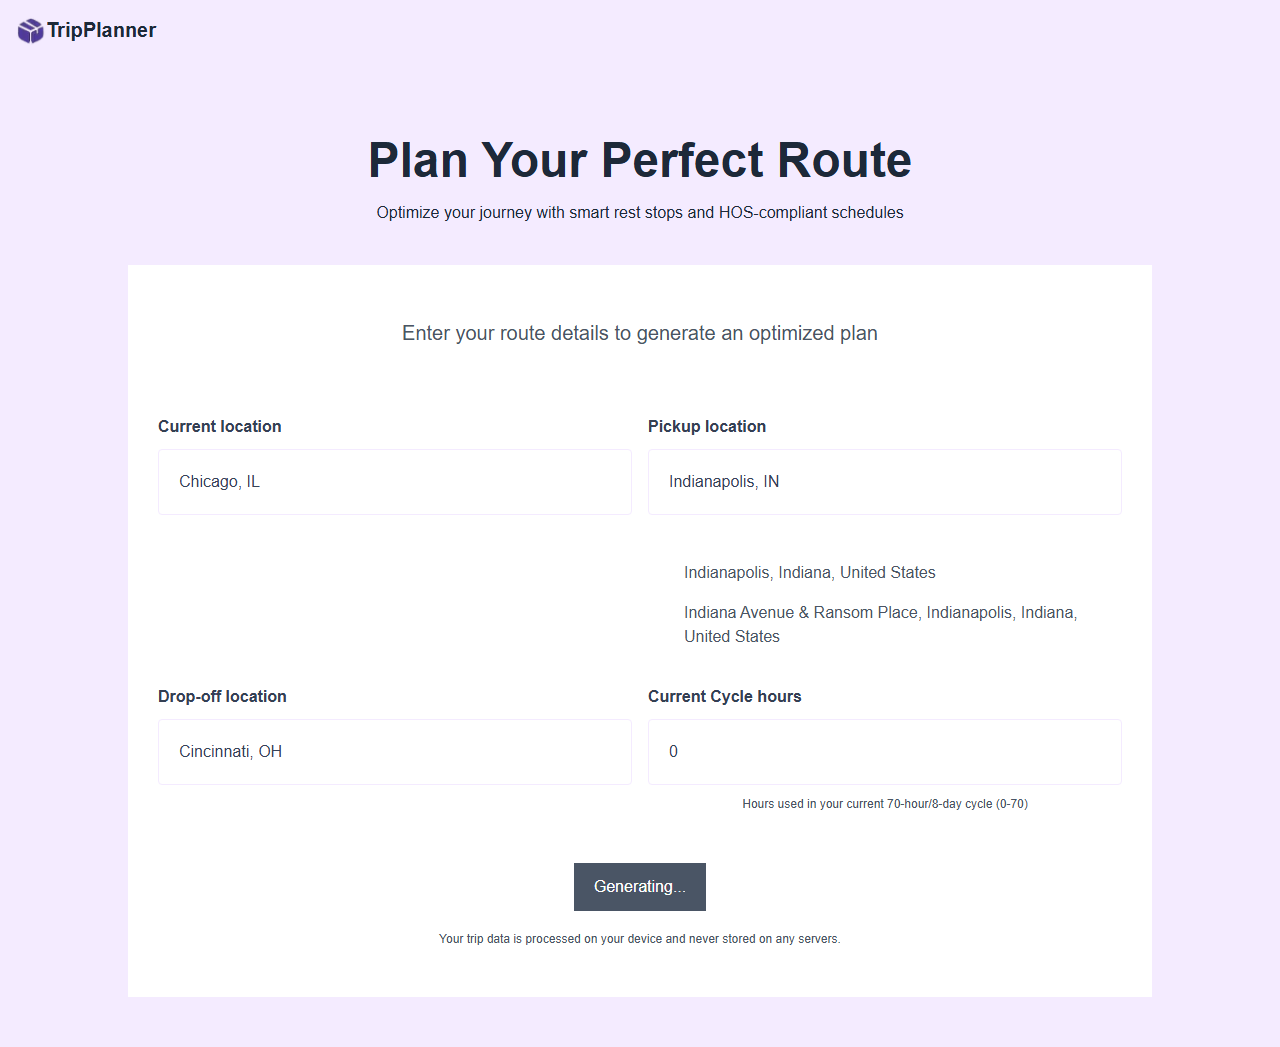 TripPlanner
Plan Your Perfect Route
Optimize your journey with smart rest stops and HOS-compliant schedules
Enter your route details to generate an optimized plan
Current location
Pickup location
Chicago, IL
Indianapolis, IN
Indianapolis, Indiana, United States
Indiana Avenue & Ransom Place, Indianapolis, Indiana,
United States
Drop-off location
Current Cycle hours
Cincinnati, OH
0
Hours used in your current 70-hour/8-day cycle (0-70)
Generating...
Your trip data is processed on your device and never stored on any servers.